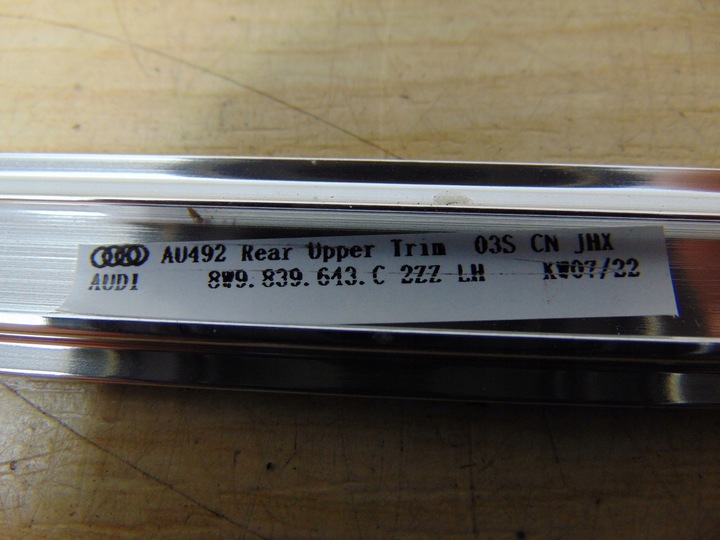 AU492 Rear Upper Trim 03S CN JHX
AUDI 8W9.839.643.C 2ZZ LH KW07/22